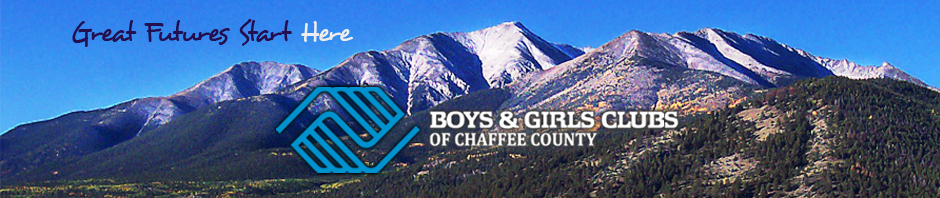 Great Futures Start Here
BOYS & GIRLS CLUBS
OF CHAFFEE COUNTY